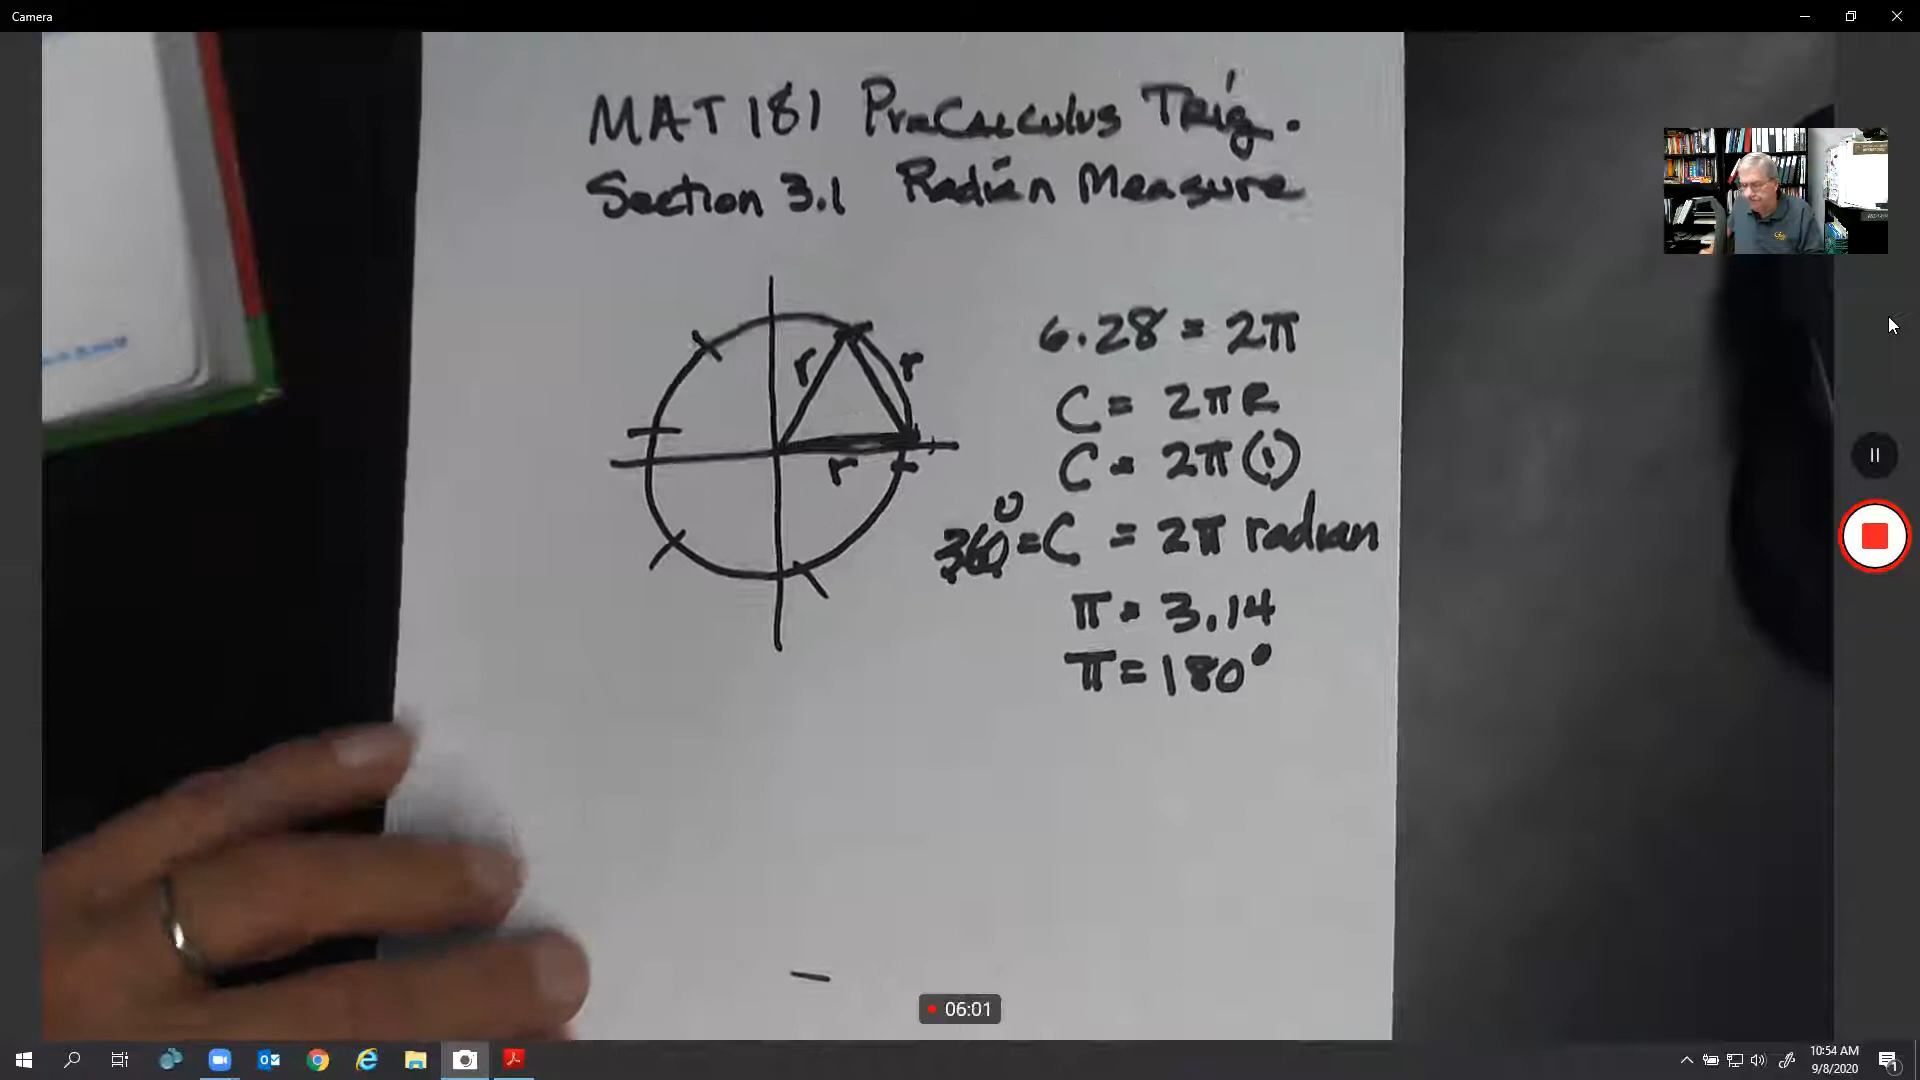 Camera
MAT 181 PreCalculus Trig.
Section 3.1 Radian Measure
r
r
r
6.28 = 2π
C = 2πR
C = 2π(1)
360° = C = 2π radian
π = 3.14
π = 180°
06:01
10:54 AM
9/8/2020
1